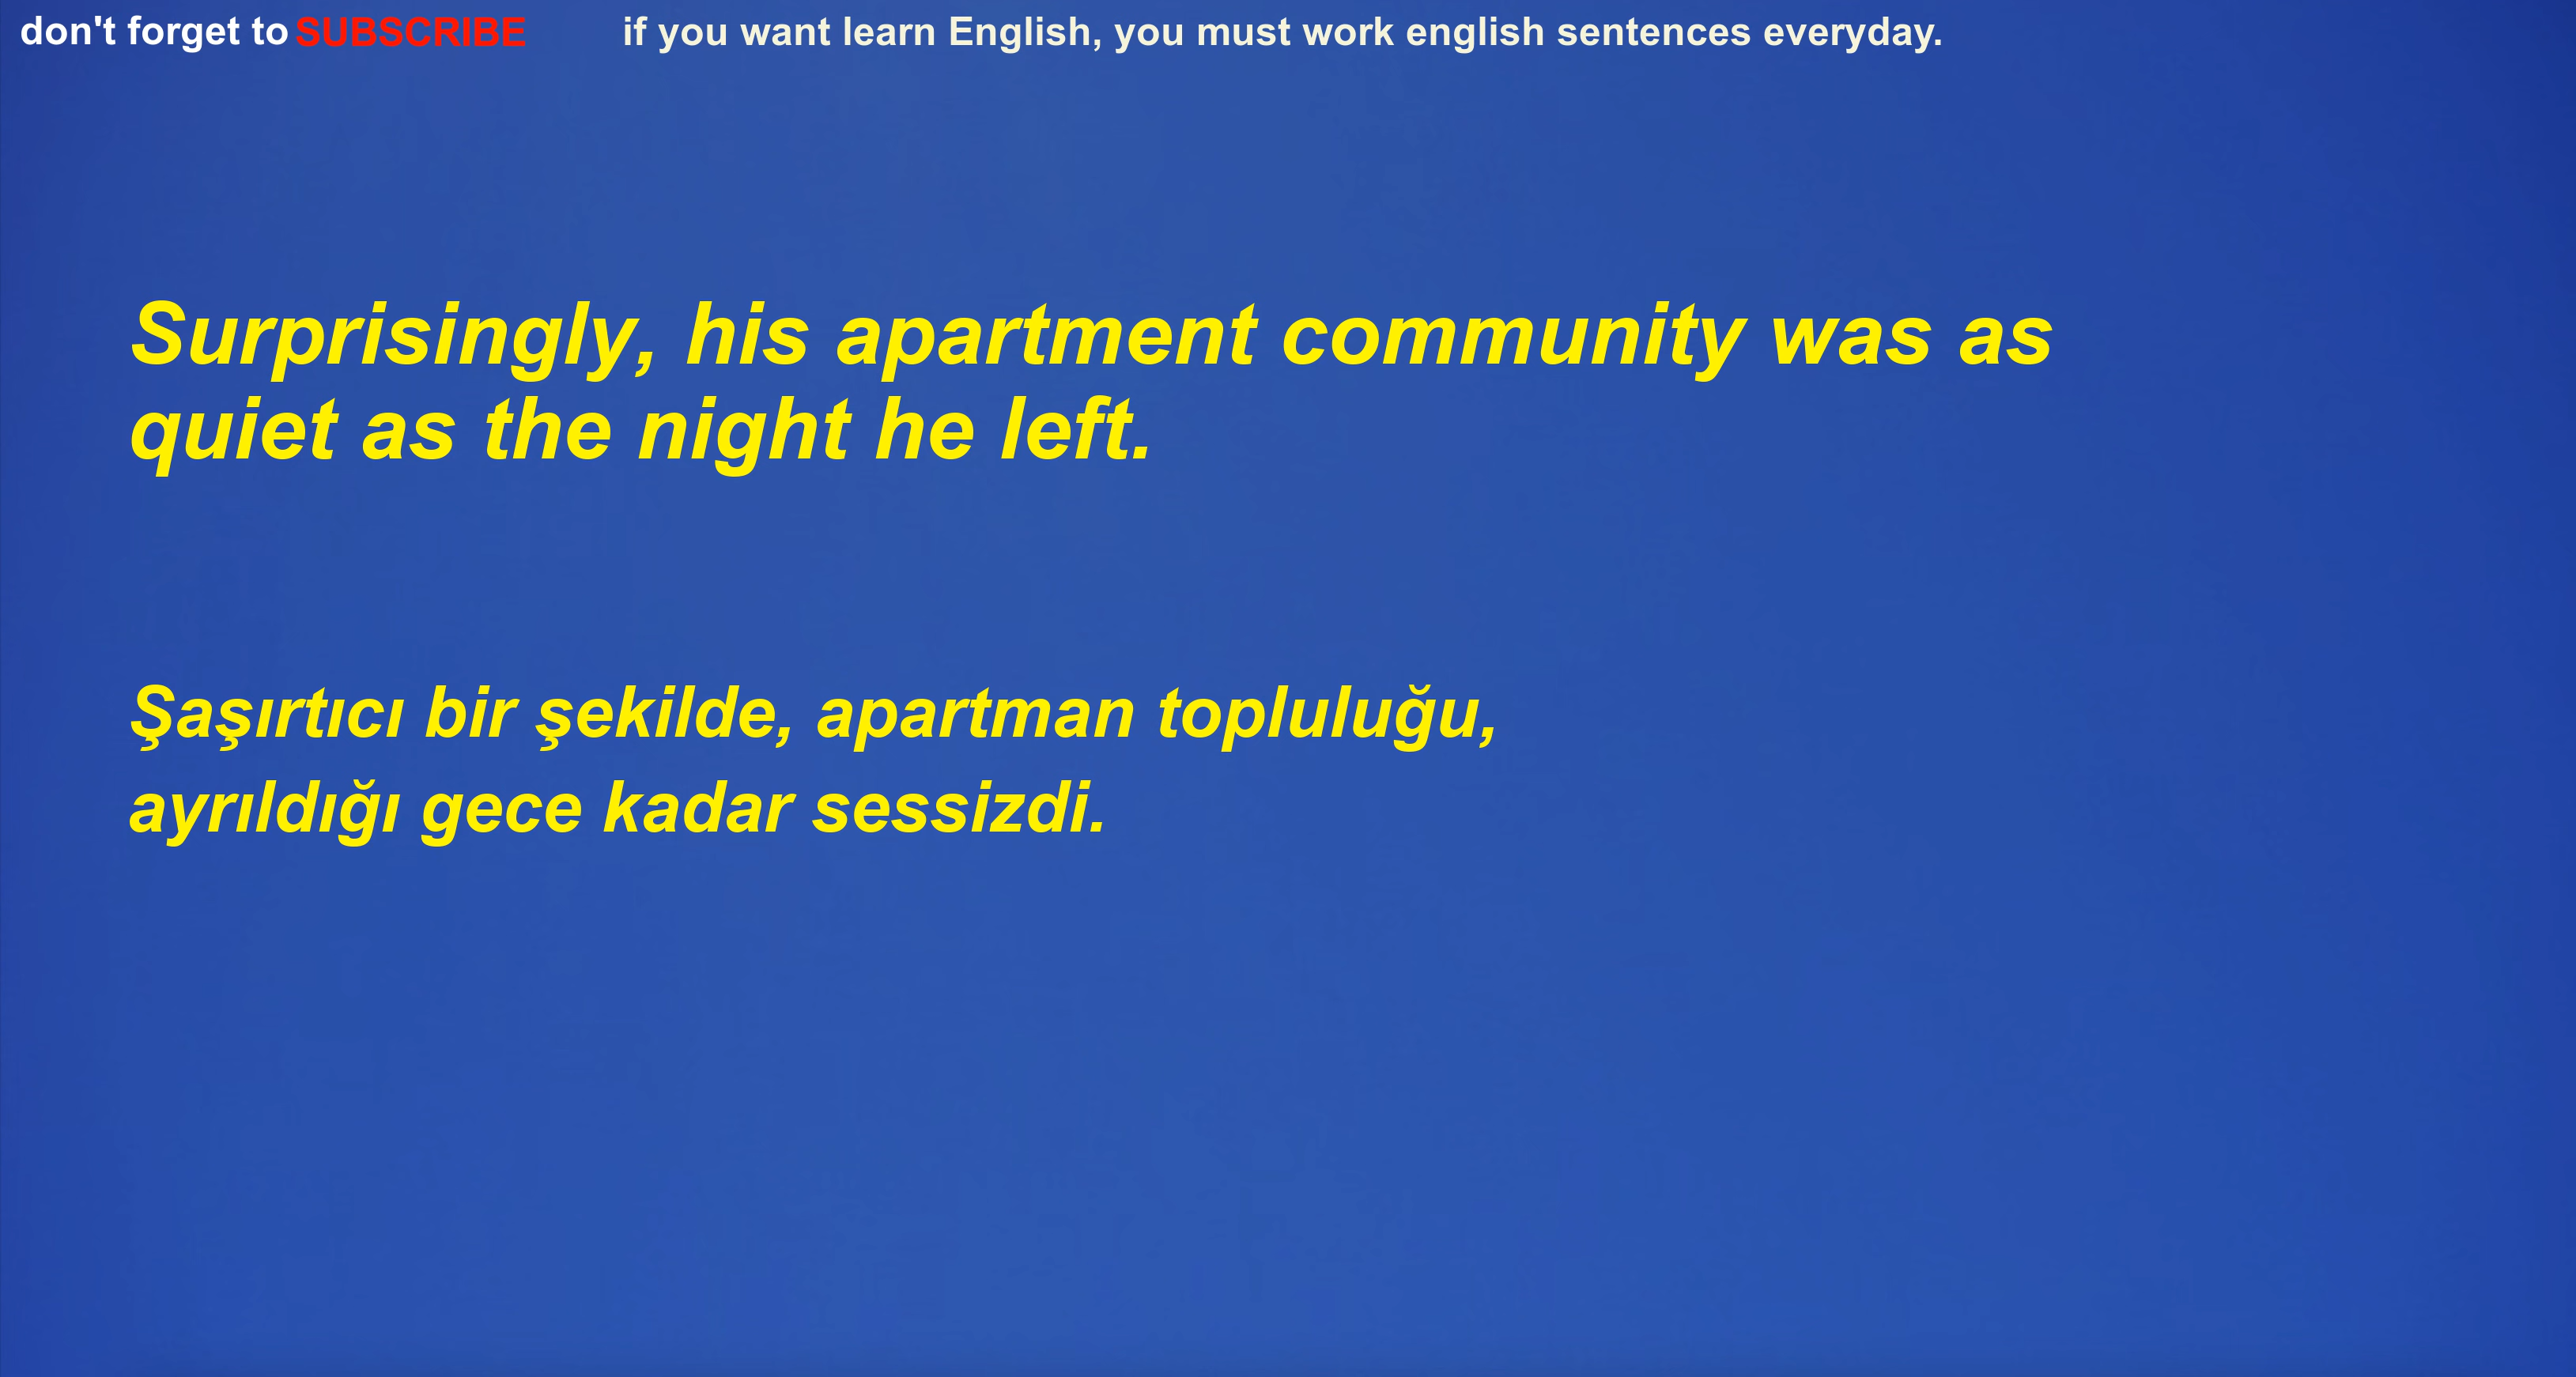 don't forget to SUBSCRIBE if you want learn English, you must work english sentences everyday.
Surprisingly, his apartment community was as
quiet as the night he left.
Şaşırtıcı bir şekilde, apartman topluluğu,
ayrıldığı gece kadar sessizdi.